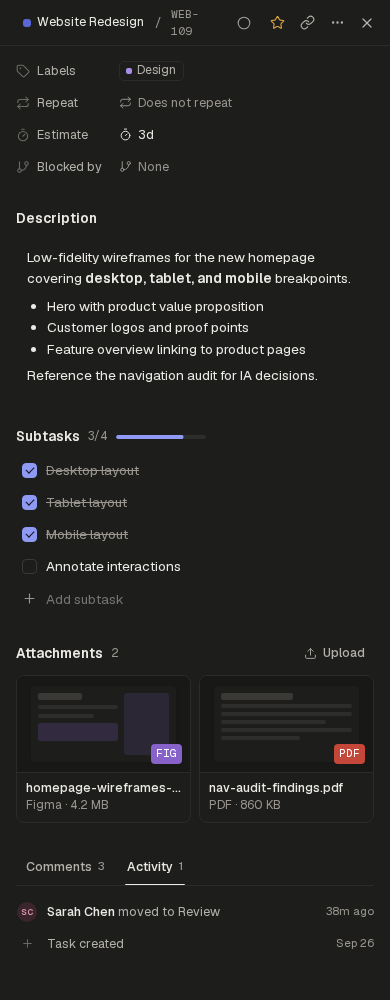 Website Redesign / WEB-
109
Labels Design
Repeat Does not repeat
Estimate 3d
Blocked by None
Description
Low-fidelity wireframes for the new homepage
covering desktop, tablet, and mobile breakpoints.
• Hero with product value proposition
• Customer logos and proof points
• Feature overview linking to product pages
Reference the navigation audit for IA decisions.
Subtasks 3/4
Desktop layout
Tablet layout
Mobile layout
Annotate interactions
Add subtask
Attachments 2 Upload
FIG PDF
homepage-wireframes-... nav-audit-findings.pdf
Figma · 4.2 MB PDF · 860 KB
Comments 3 Activity 1
SC Sarah Chen moved to Review 38m ago
Task created Sep 26